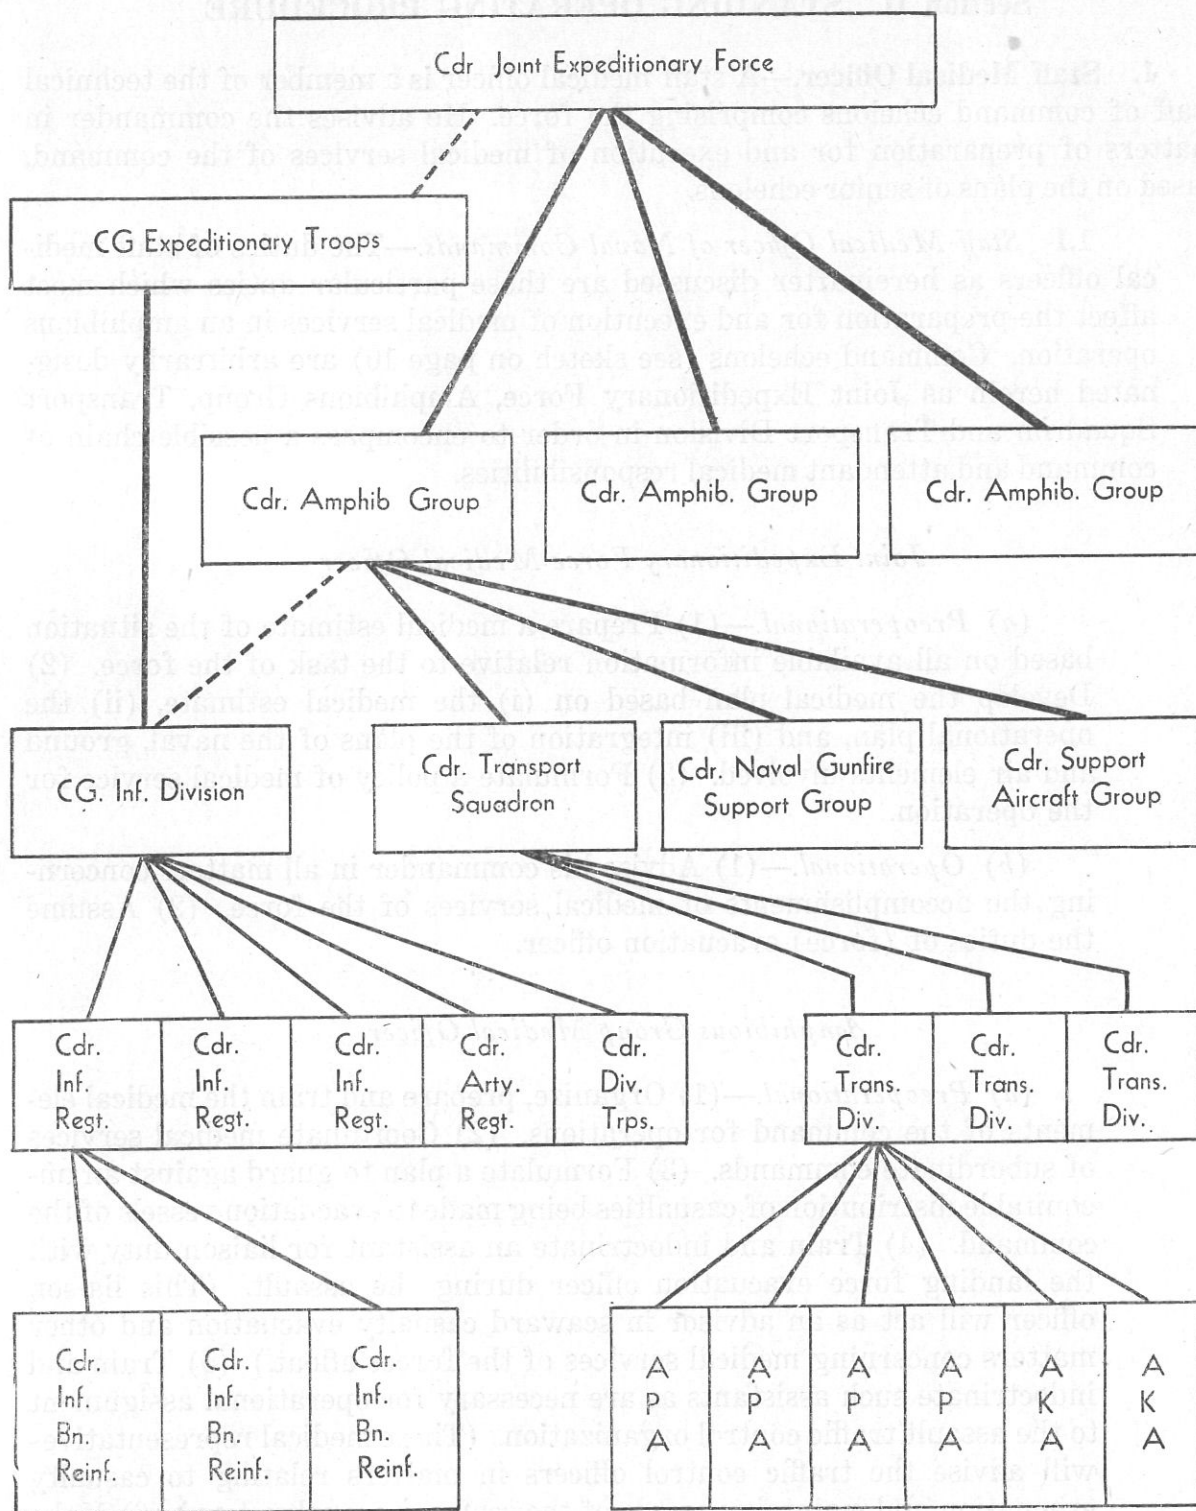 Cdr Joint Expeditionary Force
CG Expeditionary Troops
Cdr. Amphib Group
Cdr. Amphib. Group
Cdr. Amphib. Group
CG. Inf. Division
Cdr. Transport
Squadron
Cdr. Naval Gunfire
Support Group
Cdr. Support
Aircraft Group
Cdr.
Inf.
Regt.
Cdr.
Inf.
Regt.
Cdr.
Inf.
Regt.
Cdr.
Arty.
Regt.
Cdr.
Div.
Trps.
Cdr.
Trans.
Div.
Cdr.
Trans.
Div.
Cdr.
Trans.
Div.
Cdr.
Inf.
Bn.
Reinf.
Cdr.
Inf.
Bn.
Reinf.
Cdr.
Inf.
Bn.
Reinf.
A
P
A
A
P
A
A
P
A
A
P
A
A
K
A
A
K
A